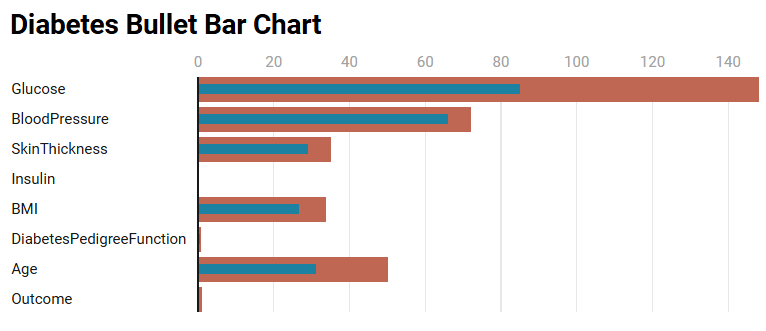 Diabetes Bullet Bar Chart
0 20 40 60 80 100 120 140
Glucose
BloodPressure
SkinThickness
Insulin
BMI
DiabetesPedigreeFunction
Age
Outcome